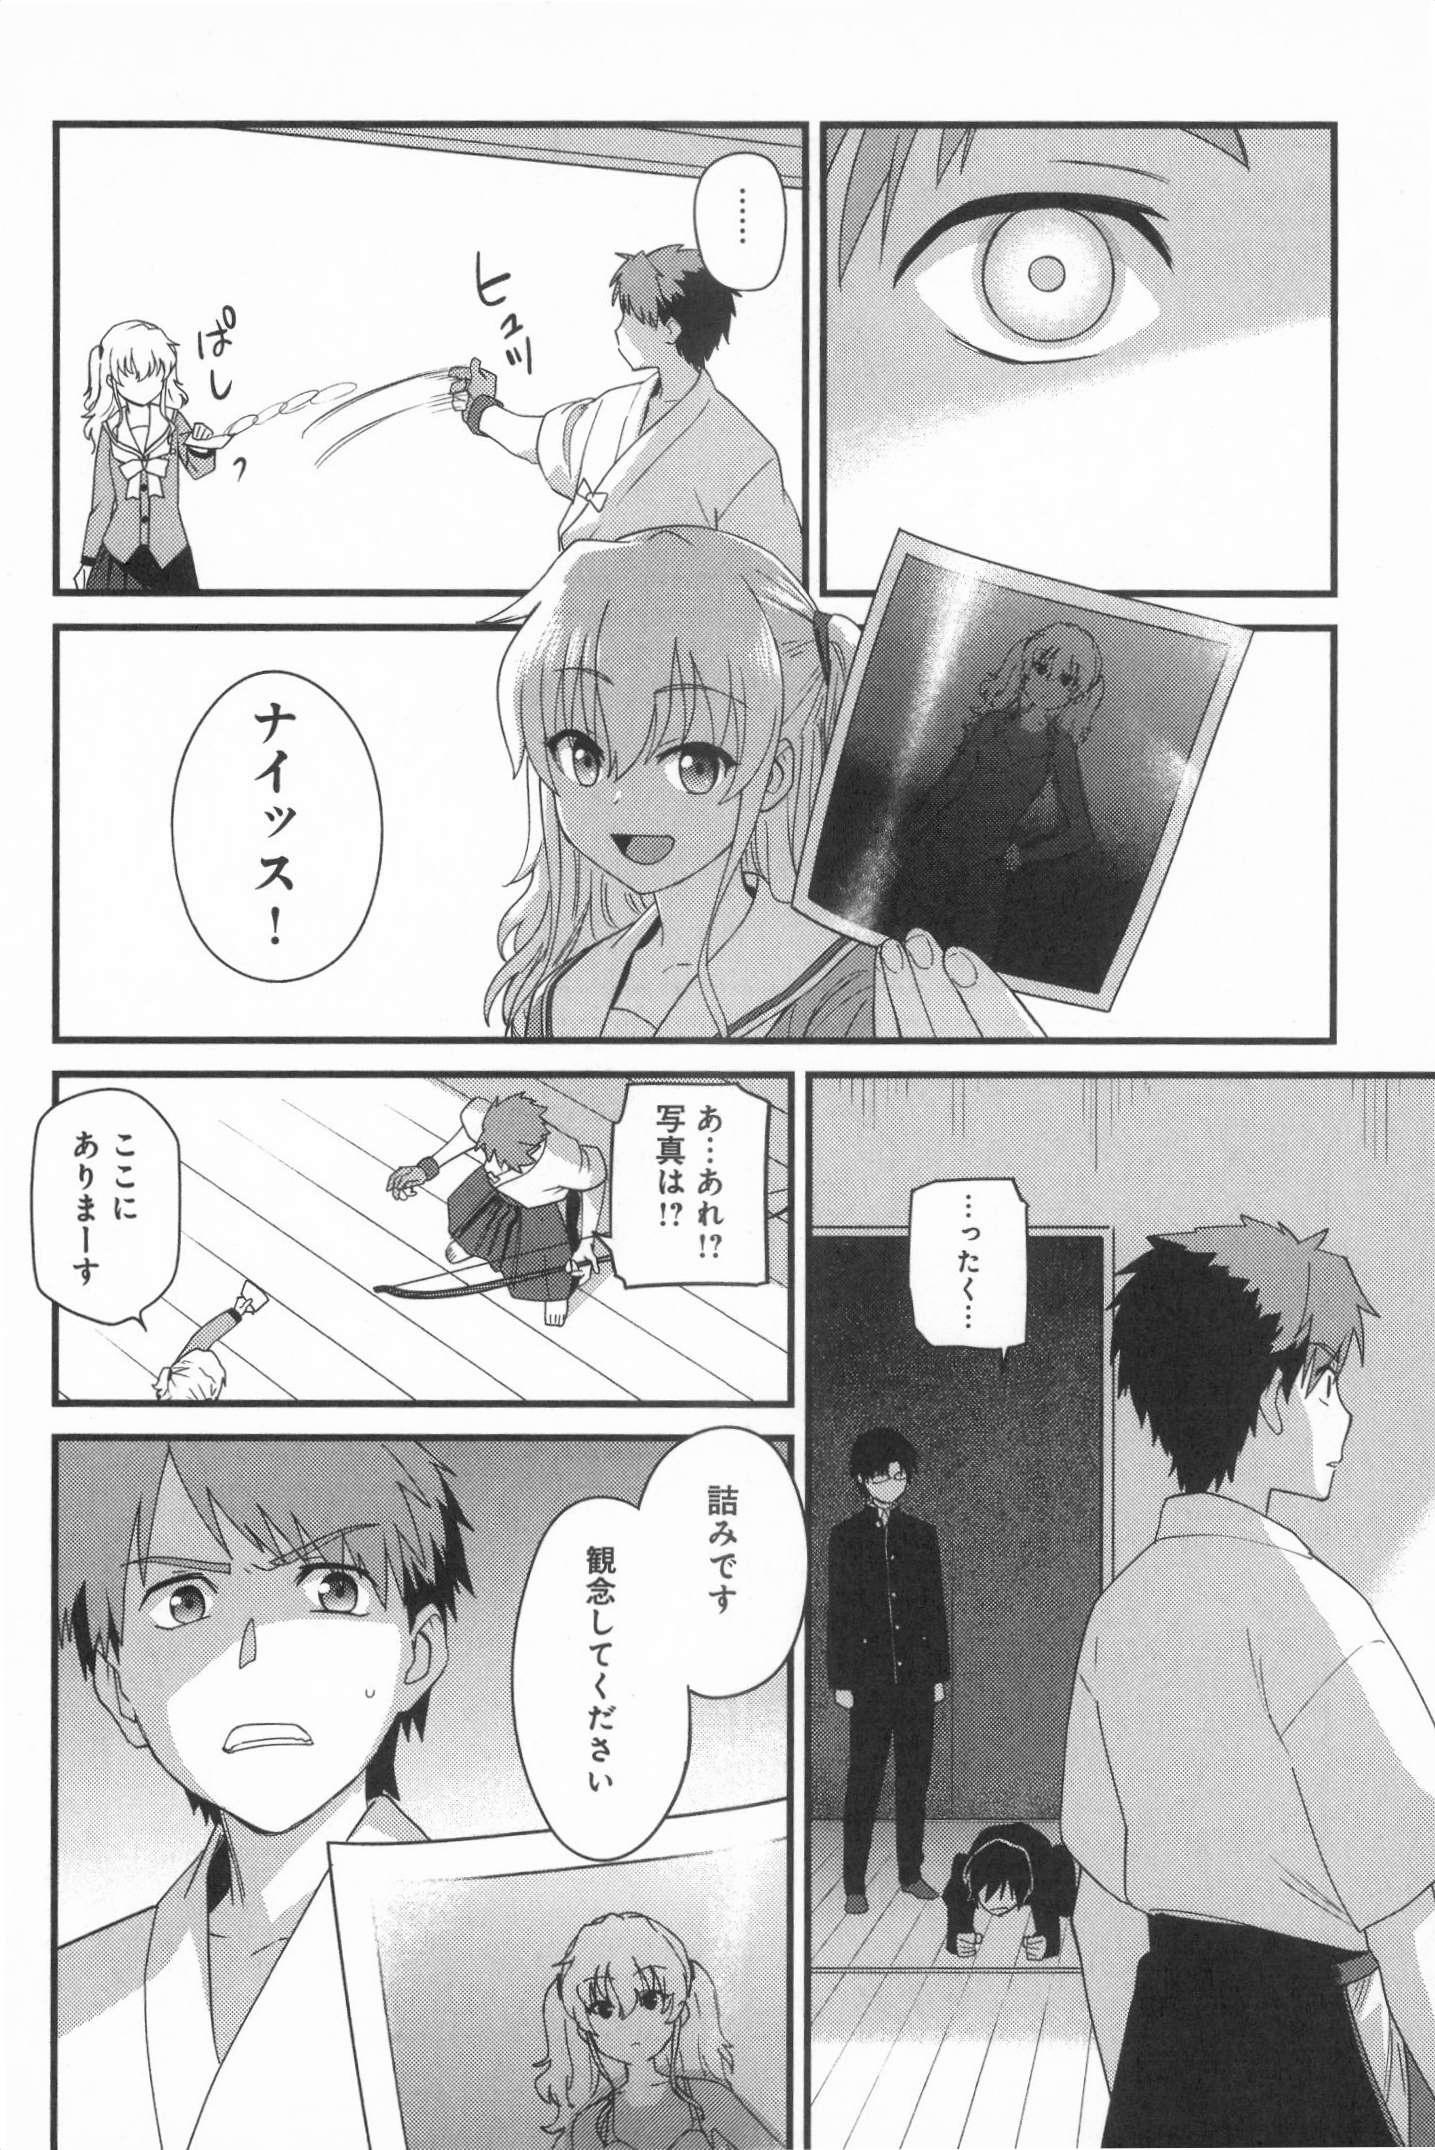 ……
ヒュッ
ぱし
ナイッス！
…ったく…
あ…あれ!?
写真は!?
ここに
ありまーす
詰みです
観念してください